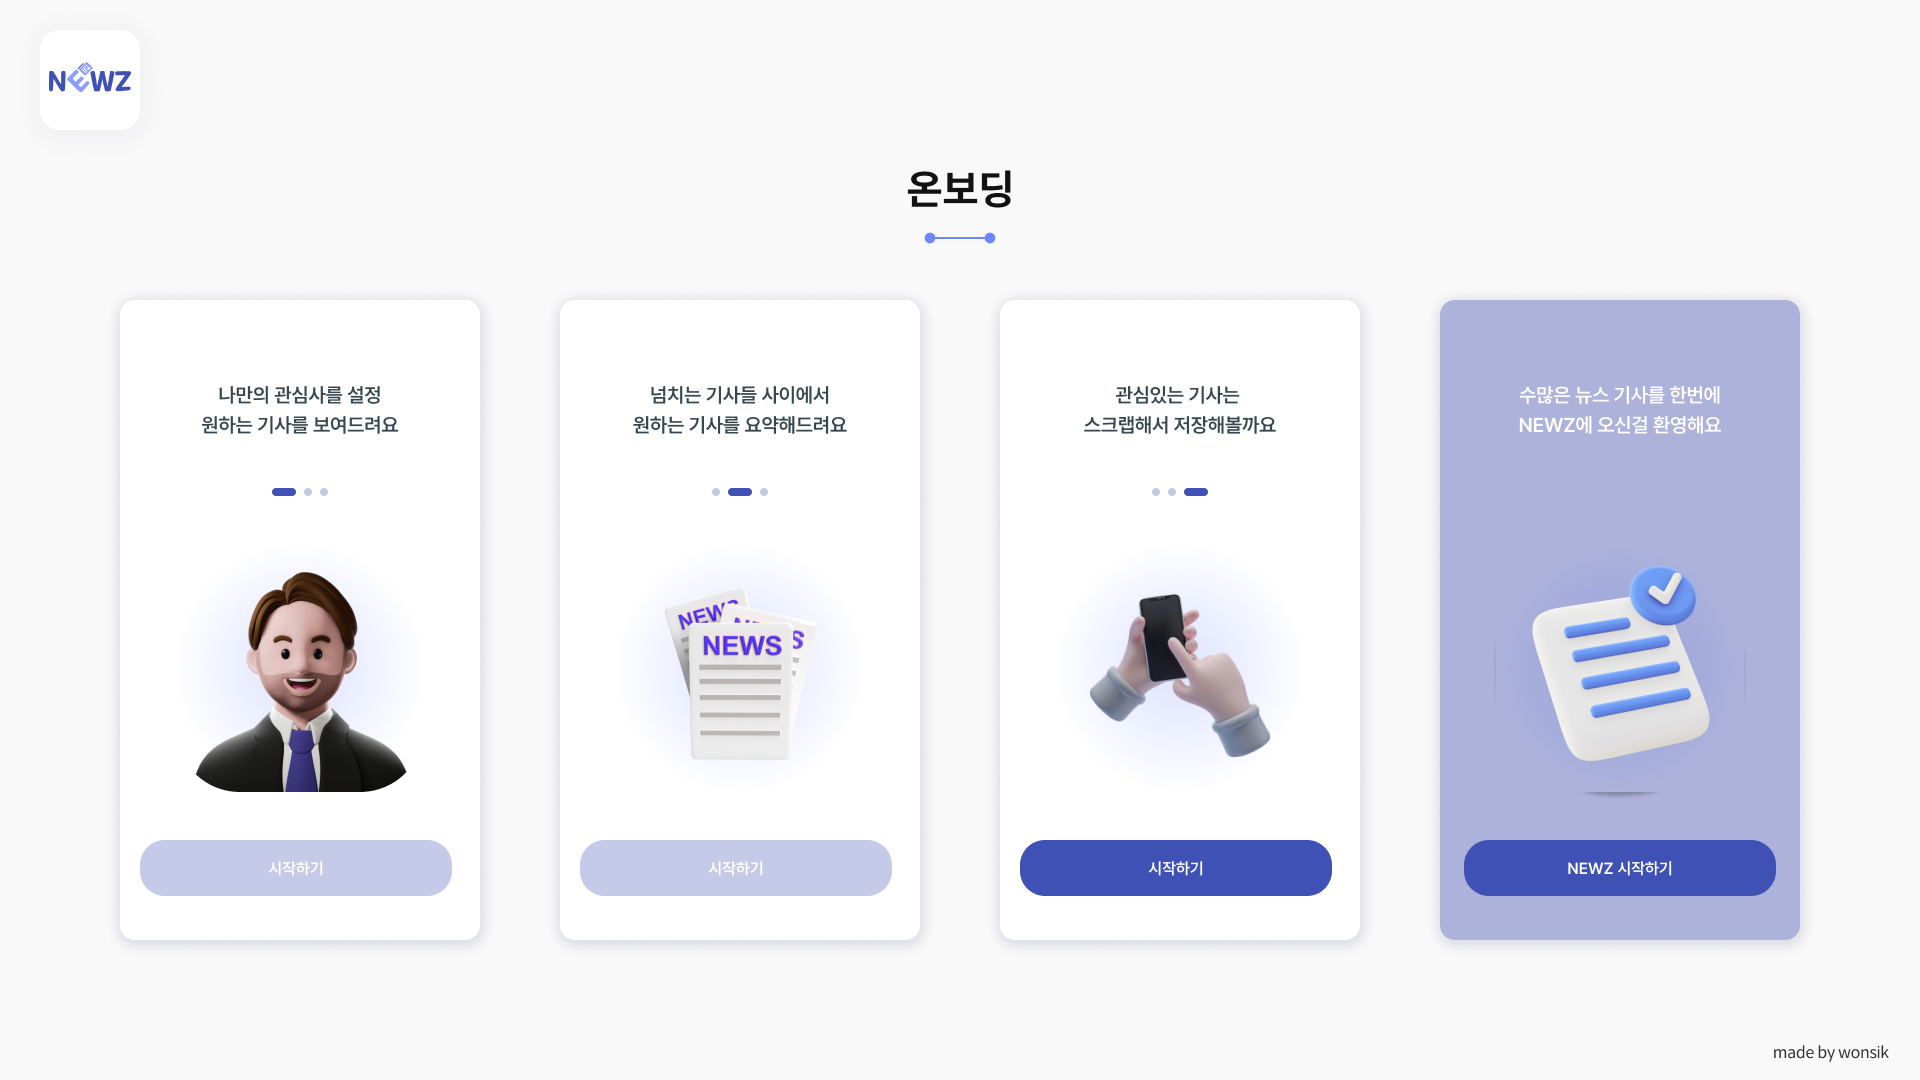 NEWZ
온보딩
나만의 관심사를 설정
원하는 기사를 보여드려요
시작하기
넘치는 기사들 사이에서
원하는 기사를 요약해드려요
NEWS
NEWS
시작하기
관심있는 기사는
스크랩해서 저장해볼까요
시작하기
수많은 뉴스 기사를 한번에
NEWZ에 오신걸 환영해요
NEWZ 시작하기
made by wonsik